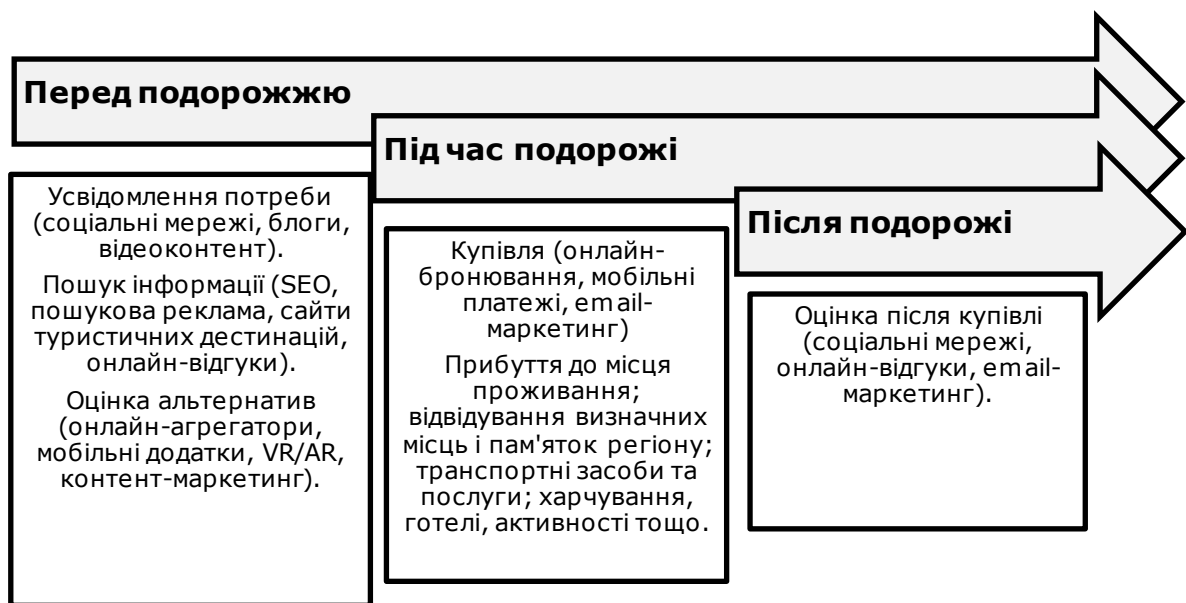 Перед подорожжю
Усвідомлення потреби
(соціальні мережі, блоги,
відеоконтент).
Пошук інформації (SEO,
пошукова реклама, сайти
туристичних дестинацій,
онлайн-відгуки).
Оцінка альтернатив
(онлайн-агрегатори,
мобільні додатки, VR/AR,
контент-маркетинг).
Під час подорожі
Купівля (онлайн-
бронювання, мобільні
платежі, email-
маркетинг)
Прибуття до місця
проживання;
відвідування визначних
місць і пам'яток регіону;
транспортні засоби та
послуги; харчування,
готелі, активності тощо.
Після подорожі
Оцінка після купівлі
(соціальні мережі,
онлайн-відгуки, email-
маркетинг).